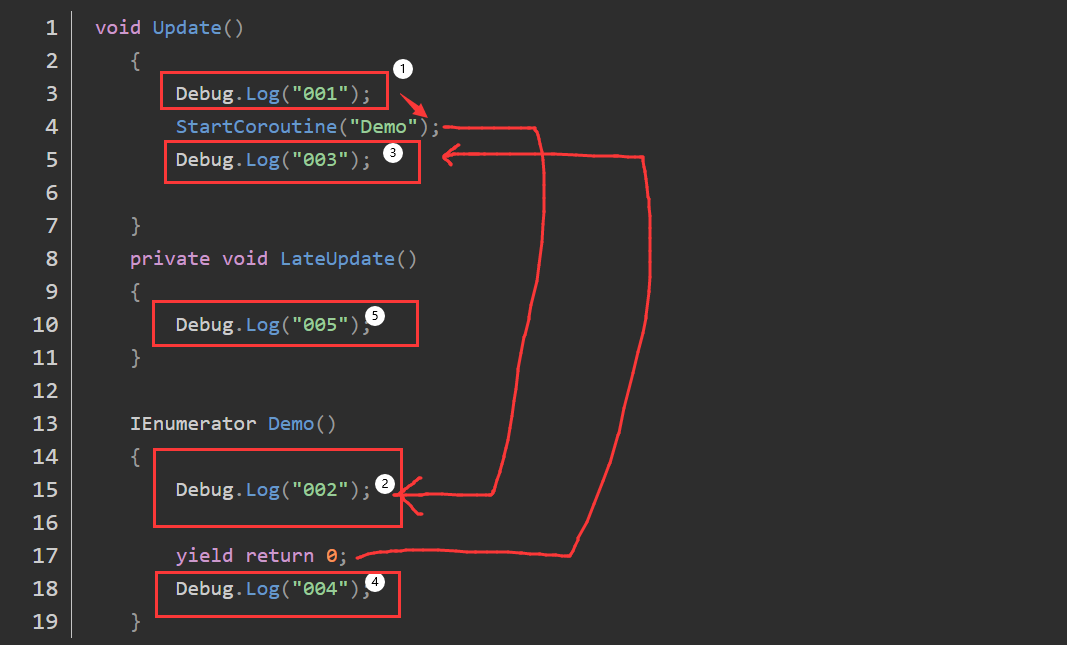 1 void Update()
2 {
3 Debug.Log("001"); 1
4 StartCoroutine("Demo");
5 Debug.Log("003"); 3
6
7 }
8 private void LateUpdate()
9 {
10 Debug.Log("005"); 5
11 }
12
13 IEnumerator Demo()
14 {
15 Debug.Log("002"); 2
16
17 yield return 0;
18 Debug.Log("004"); 4
19 }